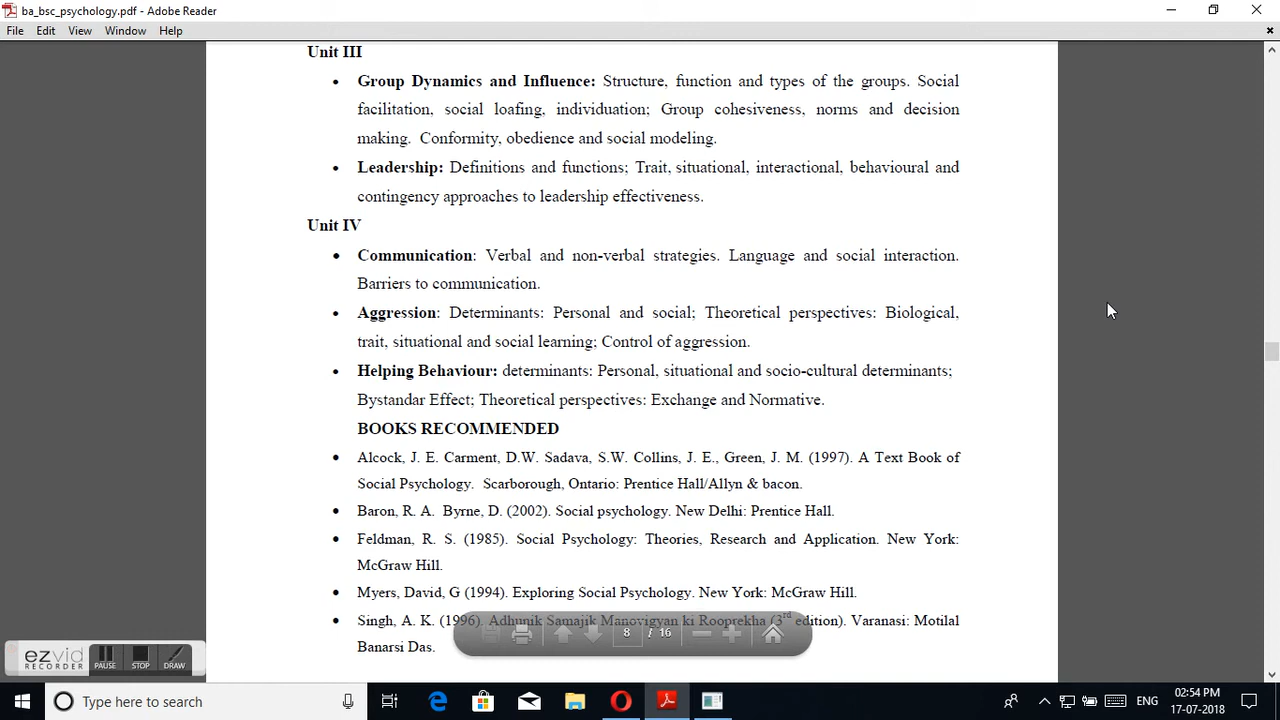 ba_bsc_psychology.pdf - Adobe Reader
File Edit View Window Help
Unit III
• Group Dynamics and Influence: Structure, function and types of the groups. Social
facilitation, social loafing, individuation; Group cohesiveness, norms and decision
making. Conformity, obedience and social modeling.
• Leadership: Definitions and functions; Trait, situational, interactional, behavioural and
contingency approaches to leadership effectiveness.
Unit IV
• Communication: Verbal and non-verbal strategies. Language and social interaction.
Barriers to communication.
• Aggression: Determinants: Personal and social; Theoretical perspectives: Biological,
trait, situational and social learning; Control of aggression.
• Helping Behaviour: determinants: Personal, situational and socio-cultural determinants;
Bystandar Effect; Theoretical perspectives: Exchange and Normative.
BOOKS RECOMMENDED
• Alcock, J. E. Carment, D.W. Sadava, S.W. Collins, J. E., Green, J. M. (1997). A Text Book of
Social Psychology. Scarborough, Ontario: Prentice Hall/Allyn & bacon.
• Baron, R. A. Byrne, D. (2002). Social psychology. New Delhi: Prentice Hall.
• Feldman, R. S. (1985). Social Psychology: Theories, Research and Application. New York:
McGraw Hill.
• Myers, David, G (1994). Exploring Social Psychology. New York: McGraw Hill.
• Singh, A. K. (1996). Adhunik Samajik Manovigyan ki Rooprekha (3rd edition). Varanasi: Motilal
Banarsi Das.
8 / 16
ezvid
RECORDER
PAUSE STOP DRAW
Type here to search
ENG
02:54 PM
17-07-2018